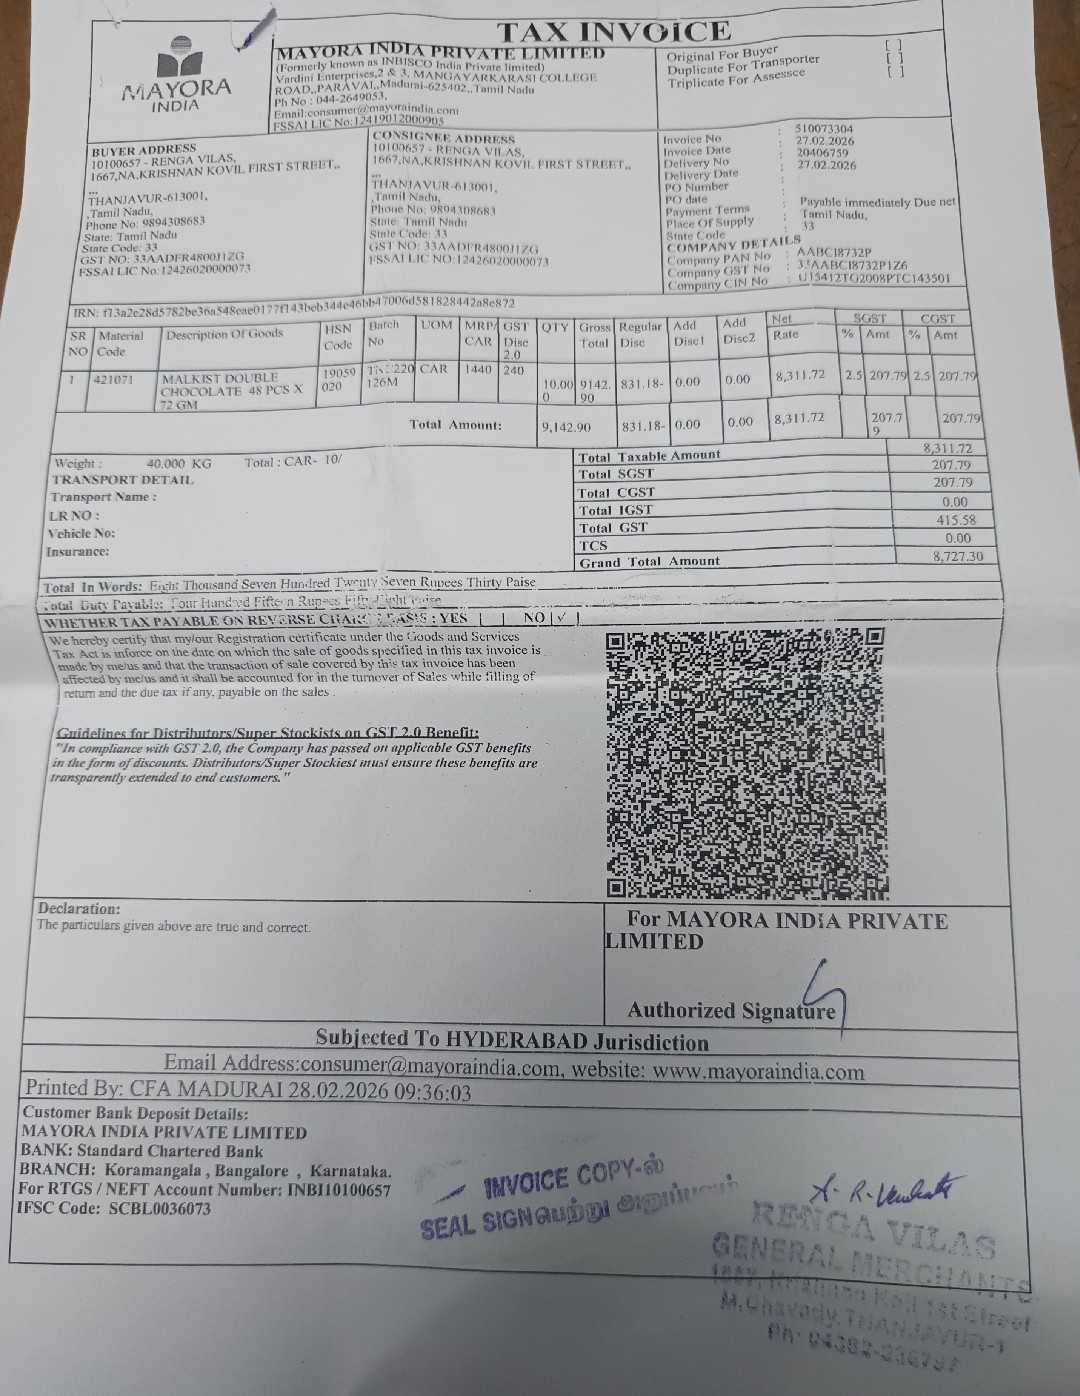 TAX INVOICE
MAYORA
INDIA
MAYORA INDIA PRIVATE LIMITED
(Formerly known as INBISCO India Private limited)
Vardini Enterprises,2 & 3, MANGAYARKARASI COLLEGE
ROAD,,PARAVAI,,Madurai-625402,,Tamil Nadu
Ph No : 044-2649053,
Email:consumer@mayoraindia.com
FSSAI LIC No:12419012000905
Original For Buyer [ ]
Duplicate For Transporter [ ]
Triplicate For Assessce [ ]
BUYER ADDRESS
10100657 - RENGA VILAS,
1667,NA,KRISHNAN KOVIL FIRST STREET,,
...
THANJAVUR-613001,
,Tamil Nadu,
Phone No: 9894308683
State: Tamil Nadu
State Code: 33
GST NO: 33AADFR4800J1ZG
FSSAI LIC No:12426020000073
CONSIGNEE ADDRESS
10100657 - RENGA VILAS,
1667,NA,KRISHNAN KOVIL FIRST STREET,,
...
THANJAVUR-613001,
,Tamil Nadu,
Phone No: 9894308683
State: Tamil Nadu
State Code: 33
GST NO: 33AADFR4800J1ZG
FSSAI LIC NO:12426020000073
Invoice No : 510073304
Invoice Date : 27.02.2026
Delivery No : 20406759
Delivery Date : 27.02.2026
PO Number :
PO date :
Payment Terms : Payable immediately Due net
Place Of Supply : Tamil Nadu,
State Code : 33
COMPANY DETAILS
Company PAN No : AABCI8732P
Company GST No : 33AABCI8732P1Z6
Company CIN No : U15412TG2008PTC143501
IRN:
SR NO Material Code Description Of Goods HSN Code Batch No UOM MRP/ CAR GST Disc 2.0 QTY Gross Total Regular Disc Add Disc1 Add Disc2 Net Rate SGST % Amt CGST % Amt
1 421071 MALKIST DOUBLE CHOCOLATE 48 PCS X 72 GM 19059020 126M CAR 1440 240 10.000 9142.90 831.18- 0.00 0.00 8,311.72 2.5 207.79 2.5 207.79
Total Amount: 9,142.90 831.18- 0.00 0.00 8,311.72 207.79 207.79
Weight : 40.000 KG Total : CAR- 10/
TRANSPORT DETAIL
Transport Name :
LR NO :
Vehicle No:
Insurance:
Total Taxable Amount 8,311.72
Total SGST 207.79
Total CGST 207.79
Total IGST 0.00
Total GST 415.58
TCS 0.00
Grand Total Amount 8,727.30
Total In Words: Eight Thousand Seven Hundred Twenty Seven Rupees Thirty Paise
Total Duty Payable: Four Hundred Fifteen Rupees Fifty Eight Paise
WHETHER TAX PAYABLE ON REVERSE CHARGE BASIS : YES [ ] NO [√]
We hereby certify that my/our Registration certificate under the Goods and Services
Tax Act is inforce on the date on which the sale of goods specified in this tax invoice is
made by me/us and that the transaction of sale covered by this tax invoice has been
affected by me/us and it shall be accounted for in the turnover of Sales while filling of
return and the due tax if any, payable on the sales .
Guidelines for Distributors/Super Stockists on GST 2.0 Benefit:
"In compliance with GST 2.0, the Company has passed on applicable GST benefits
in the form of discounts. Distributors/Super Stockiest must ensure these benefits are
transparently extended to end customers."
Declaration:
The particulars given above are true and correct.
For MAYORA INDIA PRIVATE
LIMITED
Authorized Signature
Subjected To HYDERABAD Jurisdiction
Email Address:consumer@mayoraindia.com, website: www.mayoraindia.com
Printed By: CFA MADURAI 28.02.2026 09:36:03
Customer Bank Deposit Details:
MAYORA INDIA PRIVATE LIMITED
BANK: Standard Chartered Bank
BRANCH: Koramangala , Bangalore , Karnataka.
For RTGS / NEFT Account Number: INBI10100657
IFSC Code: SCBL0036073
INVOICE COPY-ல்
SEAL SIGN பெற்று அனுப்பவும்
RENGA VILAS
GENERAL MERCHANTS
1667, Krishnan Koil 1st Street
M.Chavady, THANJAVUR-1